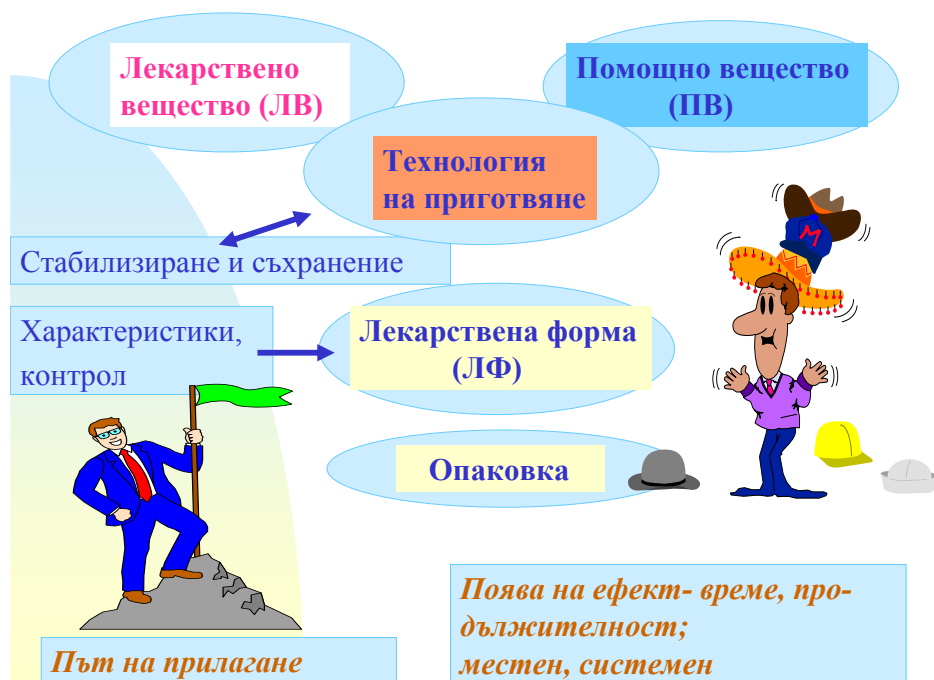 Лекарствено
вещество (ЛВ)
Помощно вещество
(ПВ)
Технология
на приготвяне
М
Стабилизиране и съхранение
Характеристики,
контрол
Лекарствена форма
(ЛФ)
Опаковка
Поява на ефект- време, про-
дължителност;
местен, системен
Път на прилагане